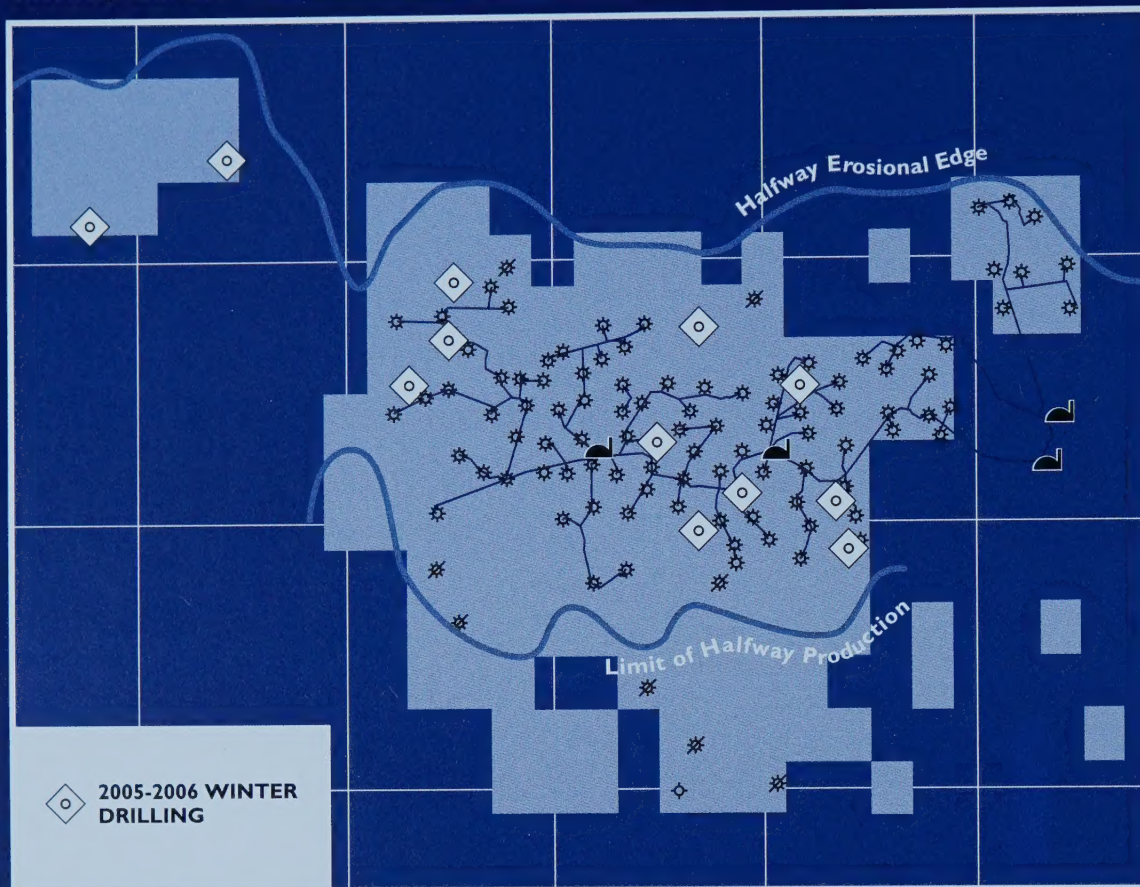 Halfway Erosional Edge
Limit of Halfway Production
2005-2006 WINTER
DRILLING